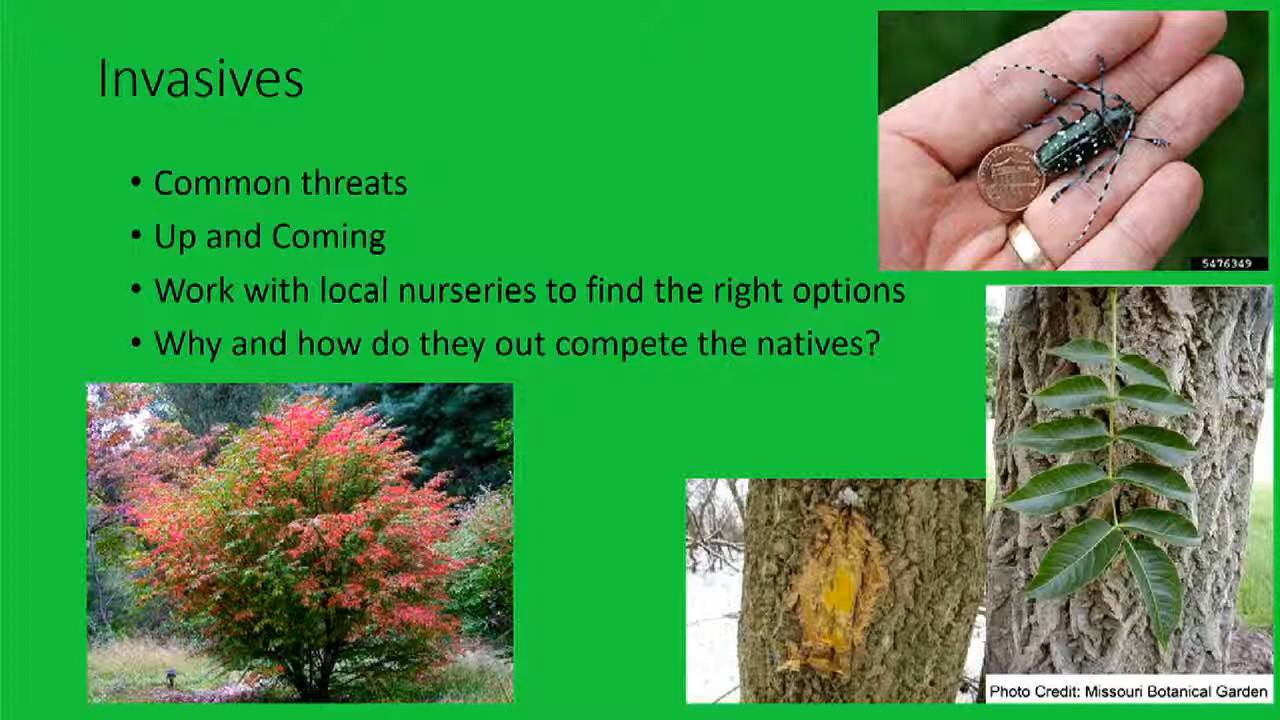 Invasives
• Common threats
• Up and Coming
• Work with local nurseries to find the right options
• Why and how do they out compete the natives?
5476349
Photo Credit: Missouri Botanical Garden